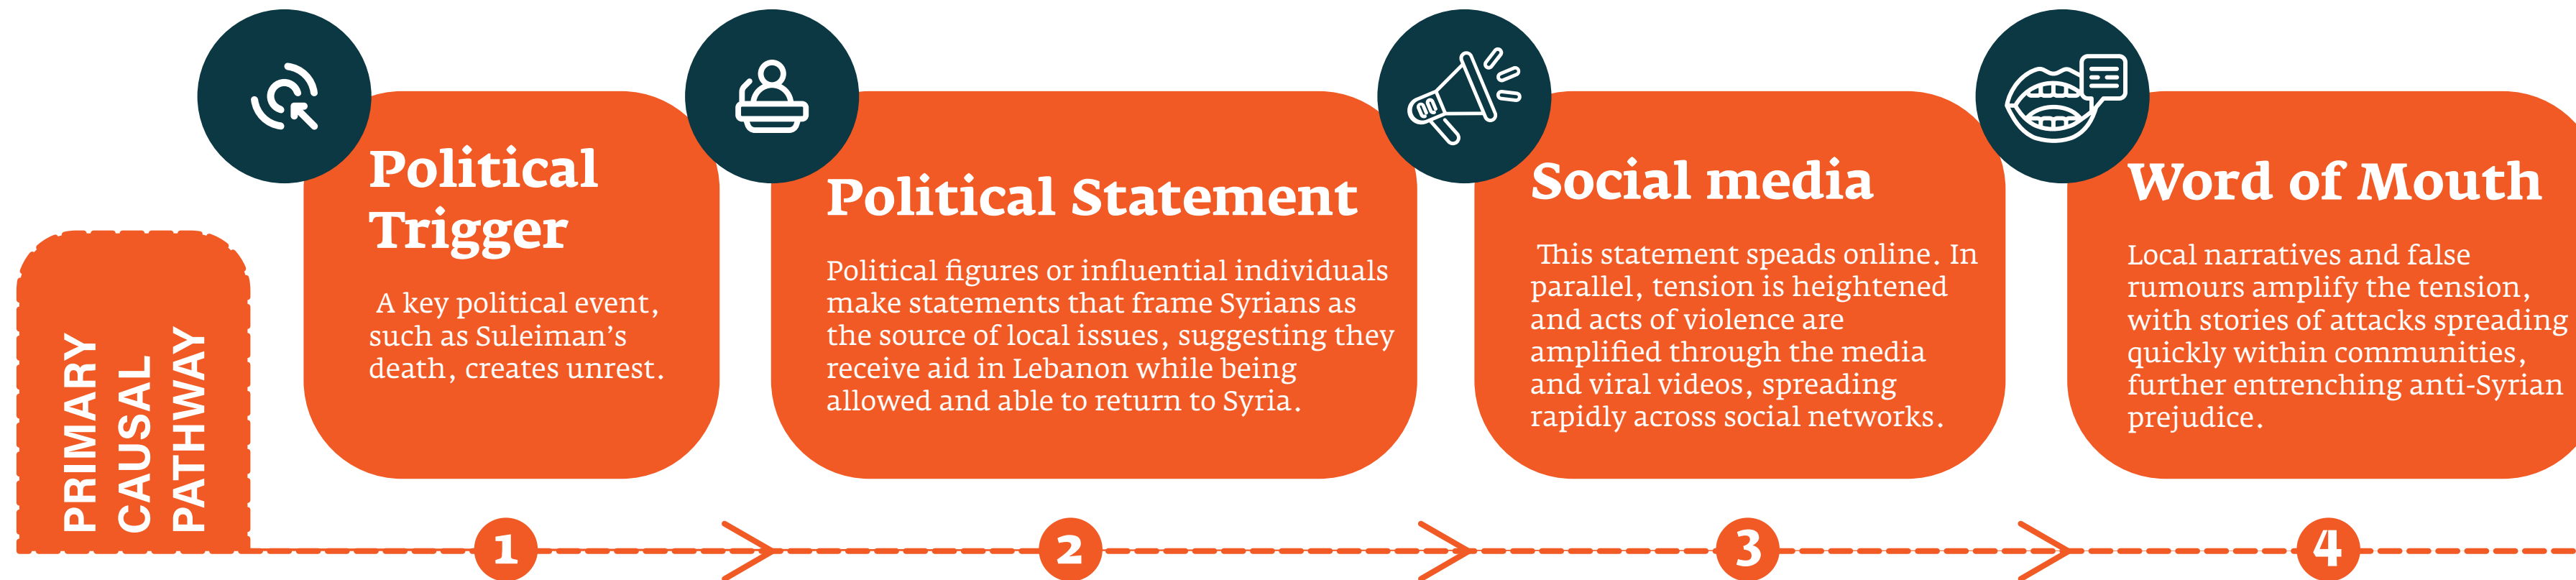 PRIMARY
CAUSAL
PATHWAY
Political
Trigger
A key political event,
such as Suleiman’s
death, creates unrest.
Political Statement
Political figures or influential individuals
make statements that frame Syrians as
the source of local issues, suggesting they
receive aid in Lebanon while being
allowed and able to return to Syria.
Social media
This statement speads online. In
parallel, tension is heightened
and acts of violence are
amplified through the media
and viral videos, spreading
rapidly across social networks.
Word of Mouth
Local narratives and false
rumours amplify the tension,
with stories of attacks spreading
quickly within communities,
further entrenching anti-Syrian
prejudice.
1
2
3
4